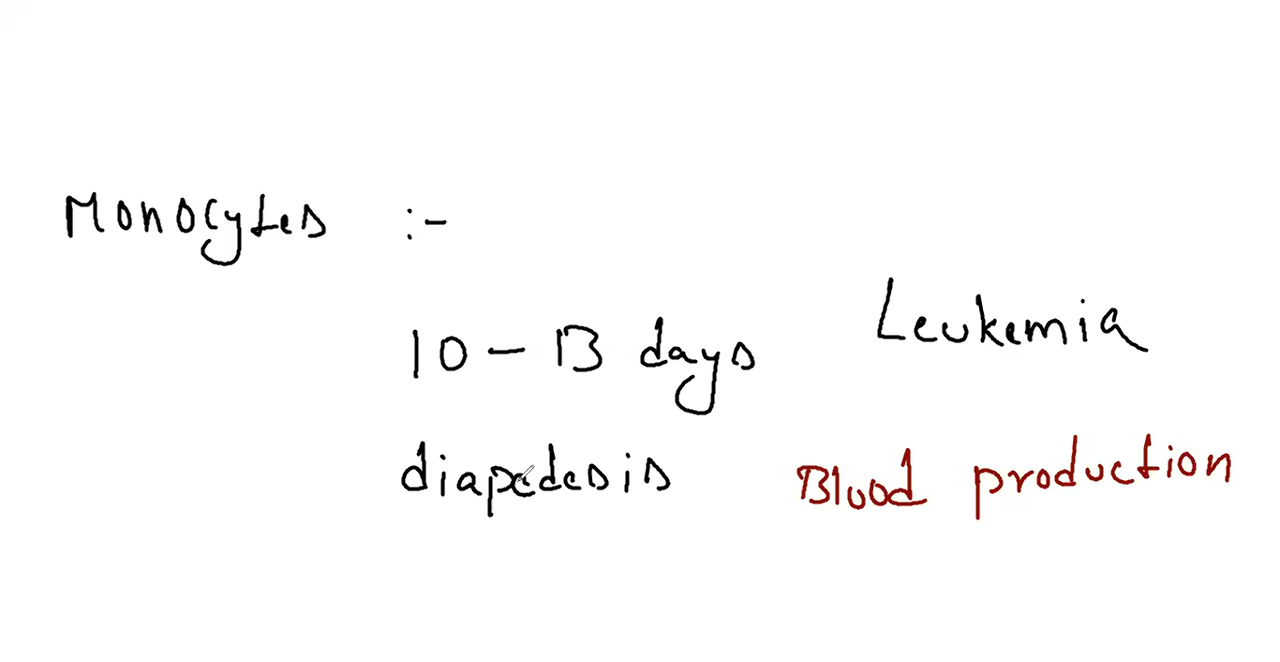 Monocytes :-
Leukemia
10 - 13 days
diapedesis
Blood production